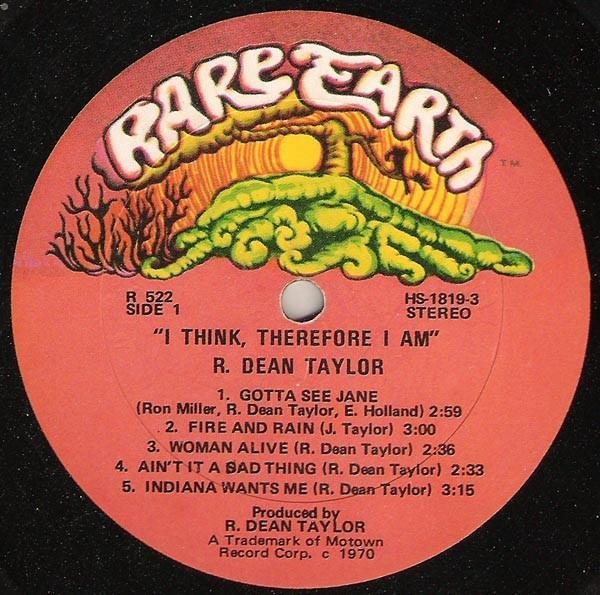 RARE EARTH
T.M.
R 522
SIDE 1
HS-1819-3
STEREO
"I THINK, THEREFORE I AM"
R. DEAN TAYLOR
1. GOTTA SEE JANE
(Ron Miller, R. Dean Taylor, E. Holland) 2:59
2. FIRE AND RAIN (J. Taylor) 3:00
3. WOMAN ALIVE (R. Dean Taylor) 2:36
4. AIN'T IT A SAD THING (R. Dean Taylor) 2:33
5. INDIANA WANTS ME (R. Dean Taylor) 3:15
Produced by
R. DEAN TAYLOR
A Trademark of Motown
Record Corp. c 1970